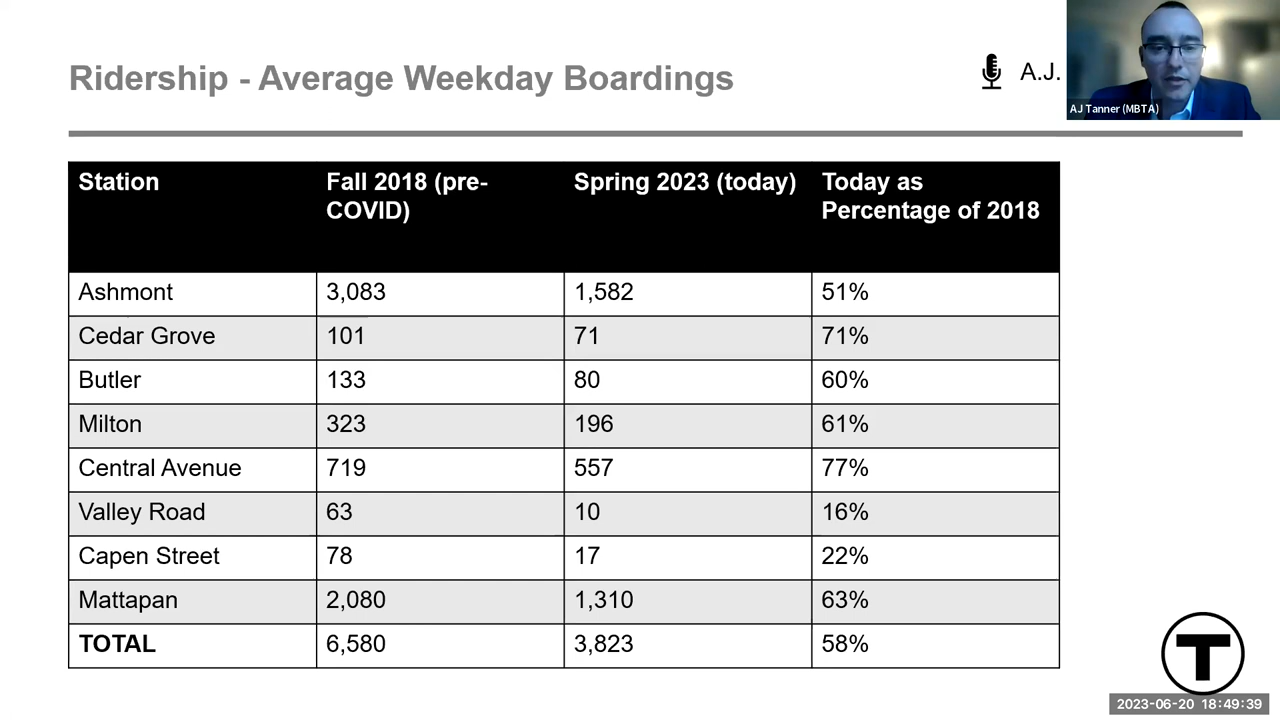 Ridership - Average Weekday Boardings
A.J.
AJ Tanner (MBTA)
Station Fall 2018 (pre- Spring 2023 (today) Today as
COVID) Percentage of 2018
Ashmont 3,083 1,582 51%
Cedar Grove 101 71 71%
Butler 133 80 60%
Milton 323 196 61%
Central Avenue 719 557 77%
Valley Road 63 10 16%
Capen Street 78 17 22%
Mattapan 2,080 1,310 63%
TOTAL 6,580 3,823 58%
T
2023-06-20 18:49:39